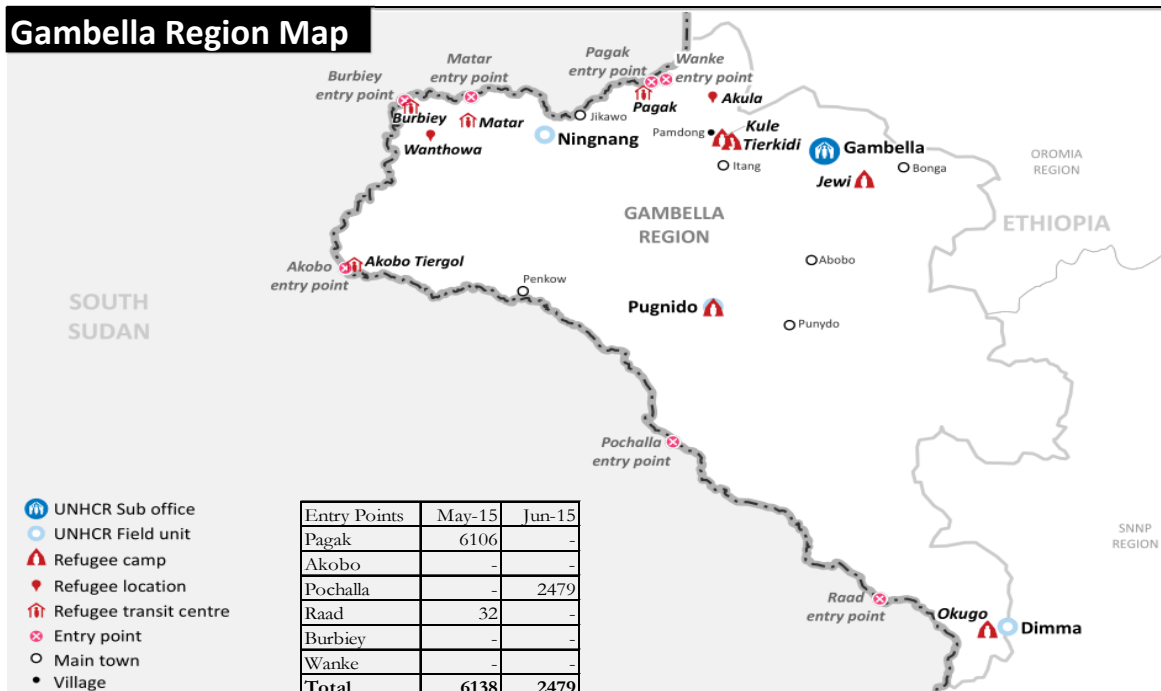 Gambella Region Map
Pagak
entry point
Wanke
entry point
Matar
entry point
Burbiey
entry point
Pagak
Akula
Burbiey
Matar
Jikawo
Wanthowa
Ningnang
Pamdong
Kule
Tierkidi
Itang
Gambella
Bonga
Jewi
OROMIA
REGION
GAMBELLA
REGION
ETHIOPIA
Akobo
entry point
Akobo Tiergol
Penkow
Abobo
SOUTH
SUDAN
Pugnido
Punydo
Pochalla
entry point
SNNP
REGION
Raad
entry point
Okugo
Dimma
UNHCR Sub office
UNHCR Field unit
Refugee camp
Refugee location
Refugee transit centre
Entry point
Main town
Village
Entry Points May-15 Jun-15
Pagak 6106 -
Akobo - -
Pochalla - 2479
Raad 32 -
Burbiey - -
Wanke - -
Total 6138 2479